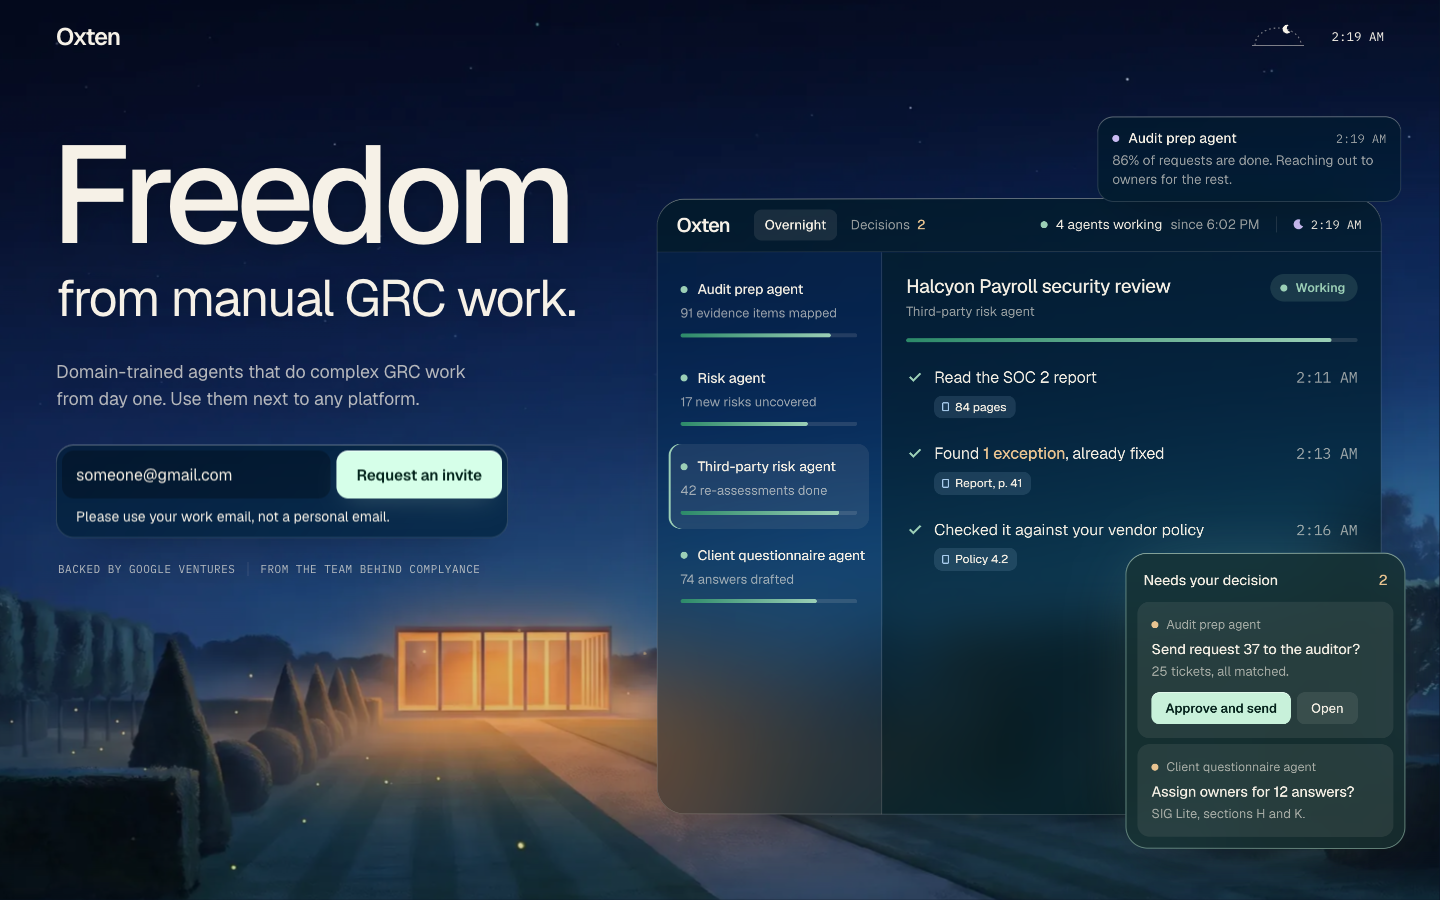 Oxten
2:19 AM
Freedom
from manual GRC work.
Domain-trained agents that do complex GRC work
from day one. Use them next to any platform.
someone@gmail.com
Request an invite
Please use your work email, not a personal email.
BACKED BY GOOGLE VENTURES
FROM THE TEAM BEHIND COMPLYANCE
Audit prep agent
2:19 AM
86% of requests are done. Reaching out to
owners for the rest.
Oxten
Overnight
Decisions 2
4 agents working since 6:02 PM
2:19 AM
Audit prep agent
91 evidence items mapped
Risk agent
17 new risks uncovered
Third-party risk agent
42 re-assessments done
Client questionnaire agent
74 answers drafted
Halcyon Payroll security review
Working
Third-party risk agent
Read the SOC 2 report
2:11 AM
84 pages
Found 1 exception, already fixed
2:13 AM
Report, p. 41
Checked it against your vendor policy
2:16 AM
Policy 4.2
Needs your decision
2
Audit prep agent
Send request 37 to the auditor?
25 tickets, all matched.
Approve and send
Open
Client questionnaire agent
Assign owners for 12 answers?
SIG Lite, sections H and K.